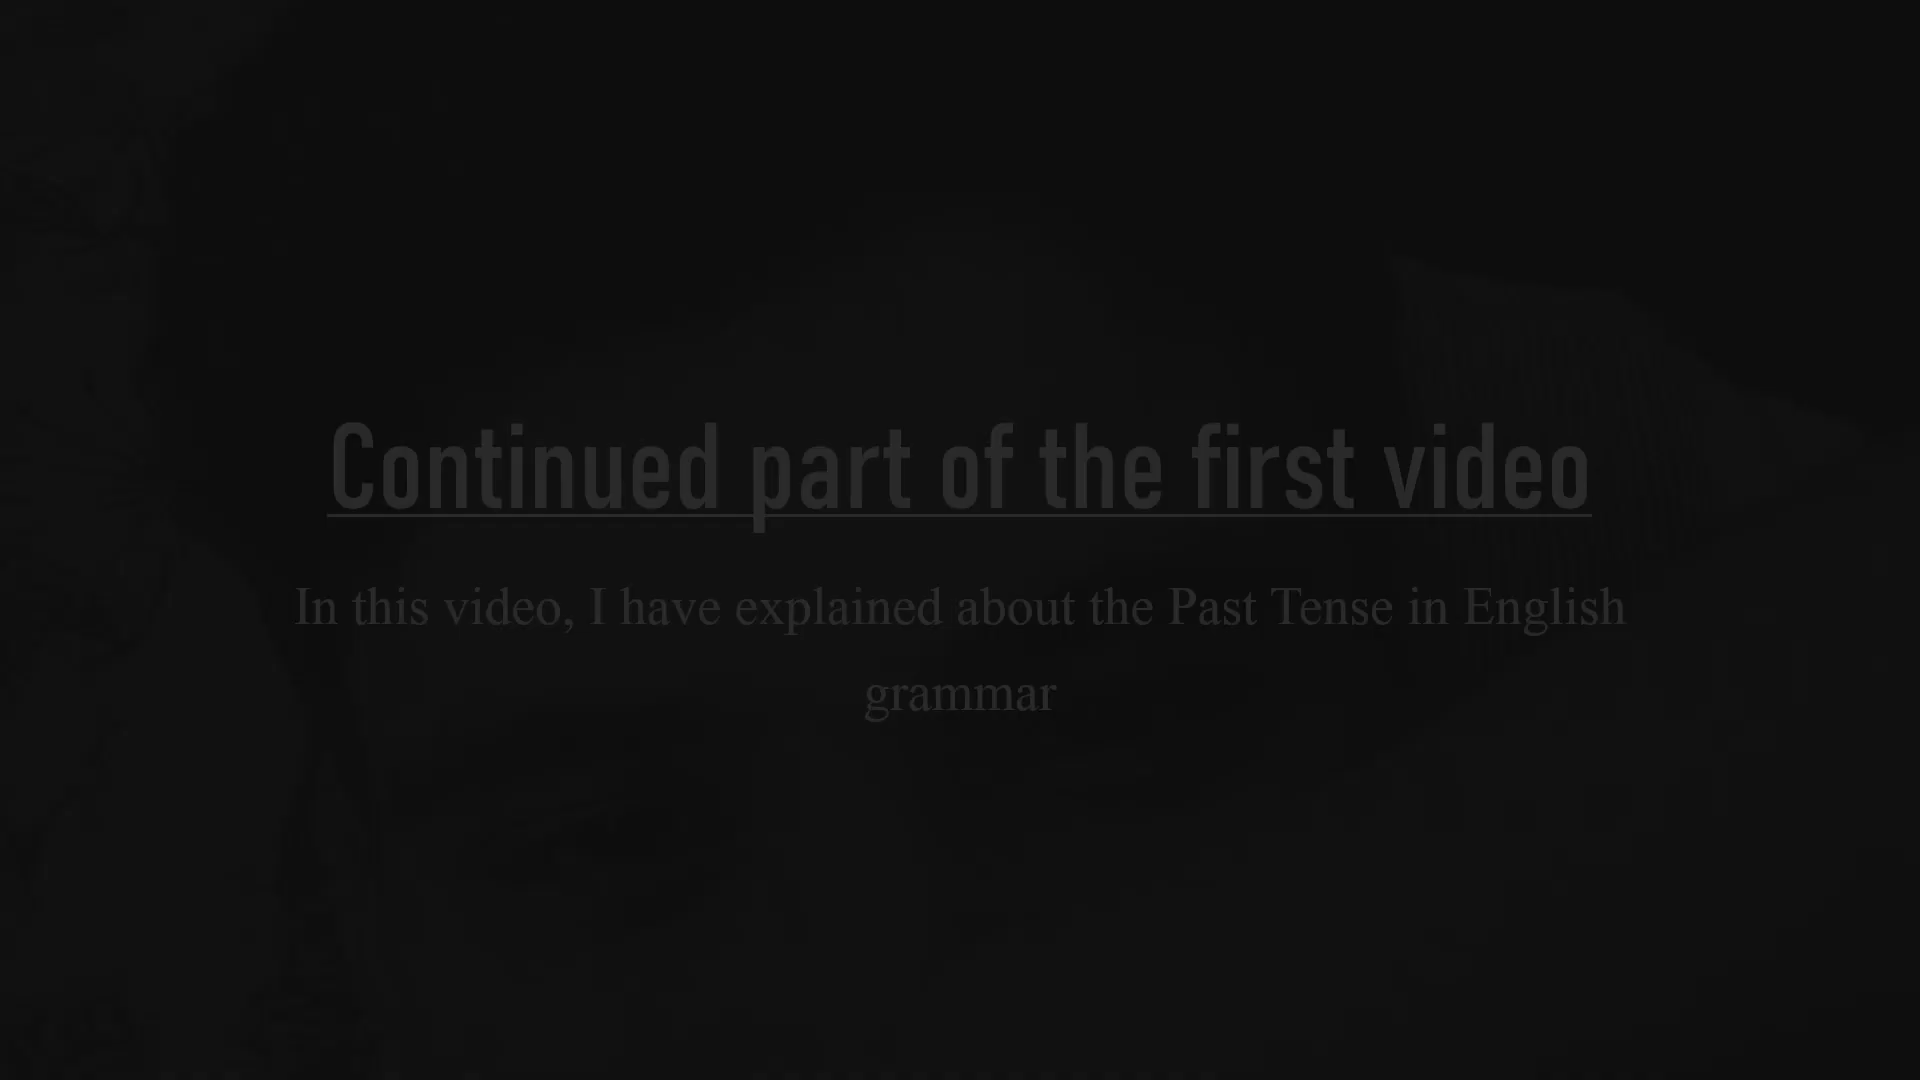 Continued part of the first video
In this video, I have explained about the Past Tense in English
grammar